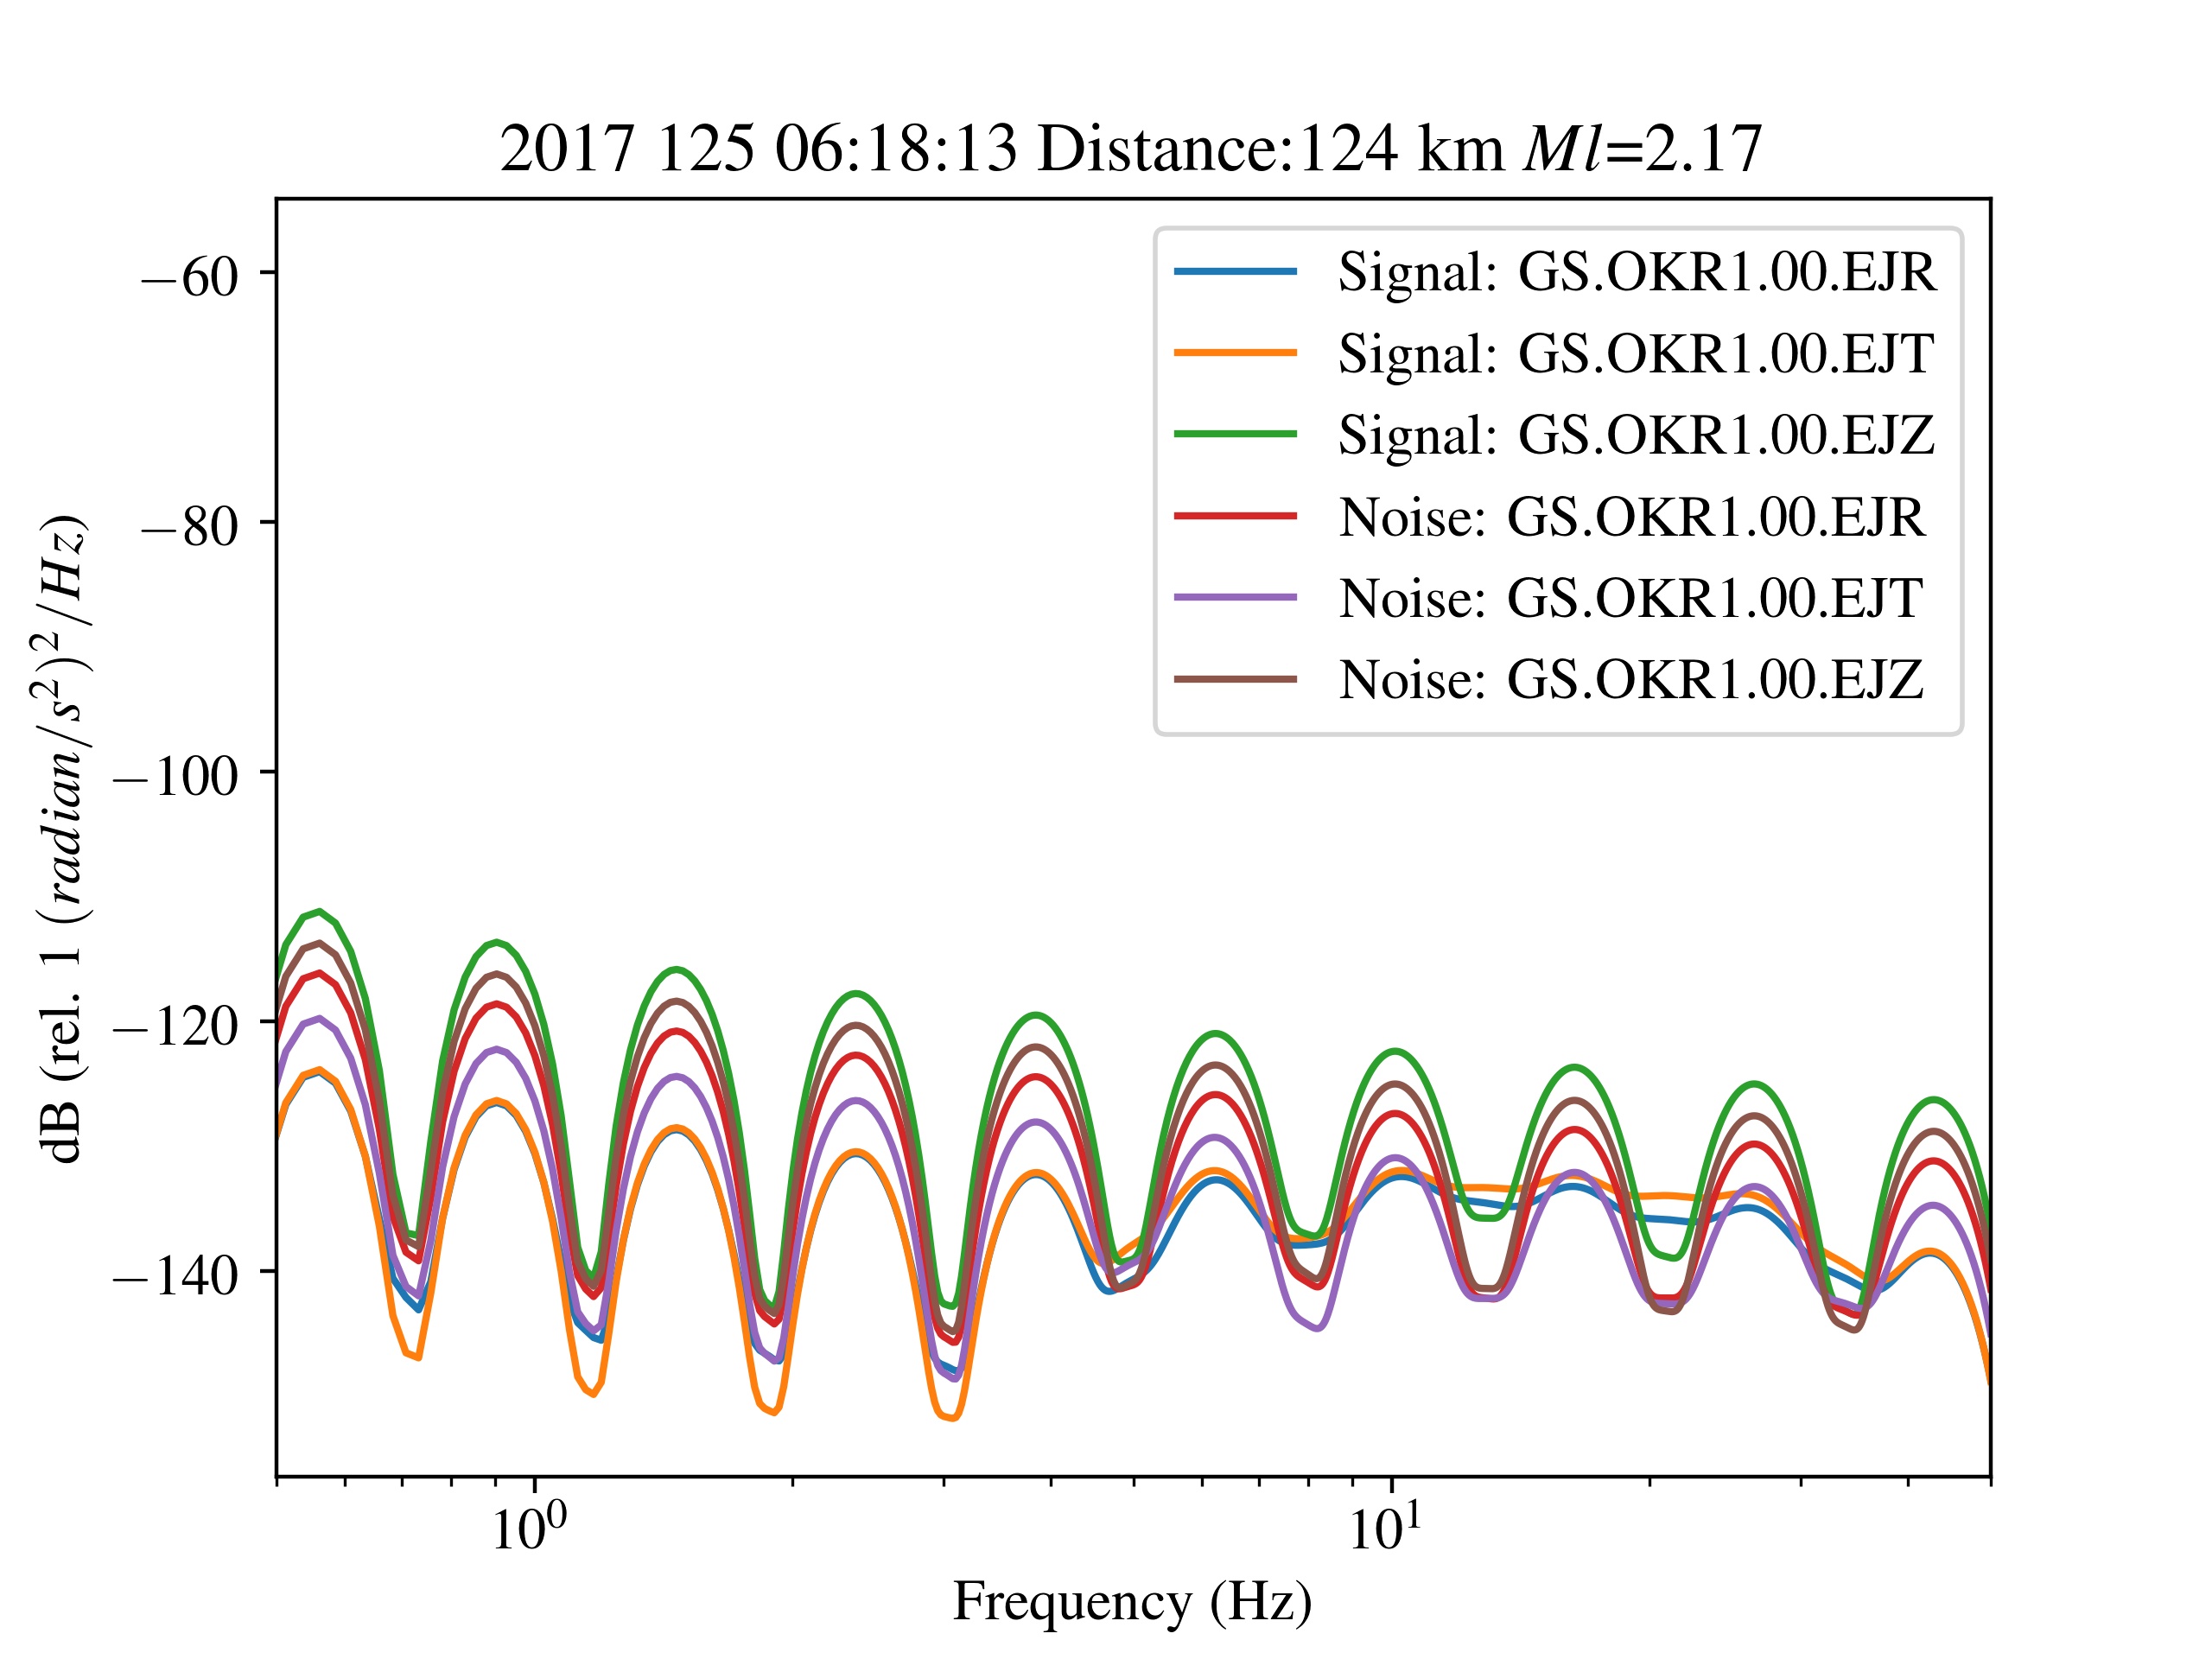 2017 125 06:18:13 Distance:124 km Ml=2.17
Signal: GS.OKR1.00.EJR
Signal: GS.OKR1.00.EJT
Signal: GS.OKR1.00.EJZ
Noise: GS.OKR1.00.EJR
Noise: GS.OKR1.00.EJT
Noise: GS.OKR1.00.EJZ
−60
−80
−100
−120
−140
dB (rel. 1 (radian/s²)²/Hz)
10⁰ 10¹
Frequency (Hz)